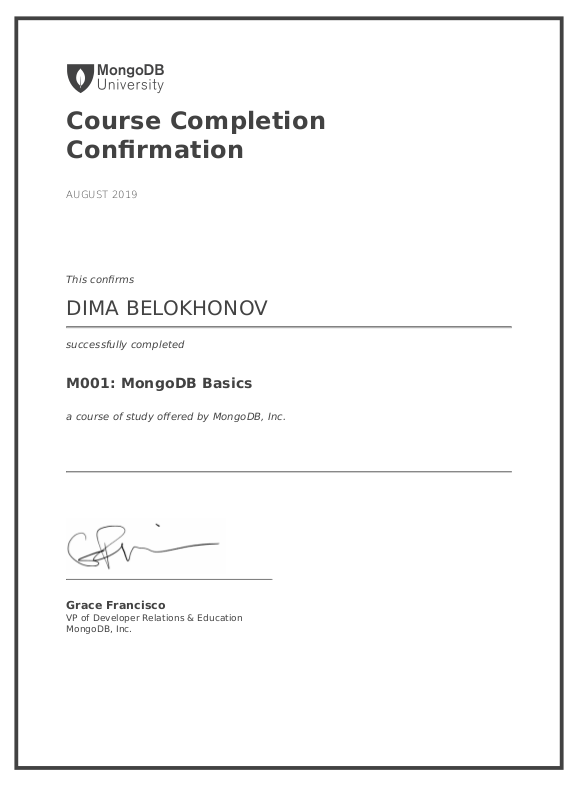 MongoDB
University
Course Completion
Confirmation
AUGUST 2019
This confirms
DIMA BELOKHONOV
successfully completed
M001: MongoDB Basics
a course of study offered by MongoDB, Inc.
Grace Francisco
VP of Developer Relations & Education
MongoDB, Inc.